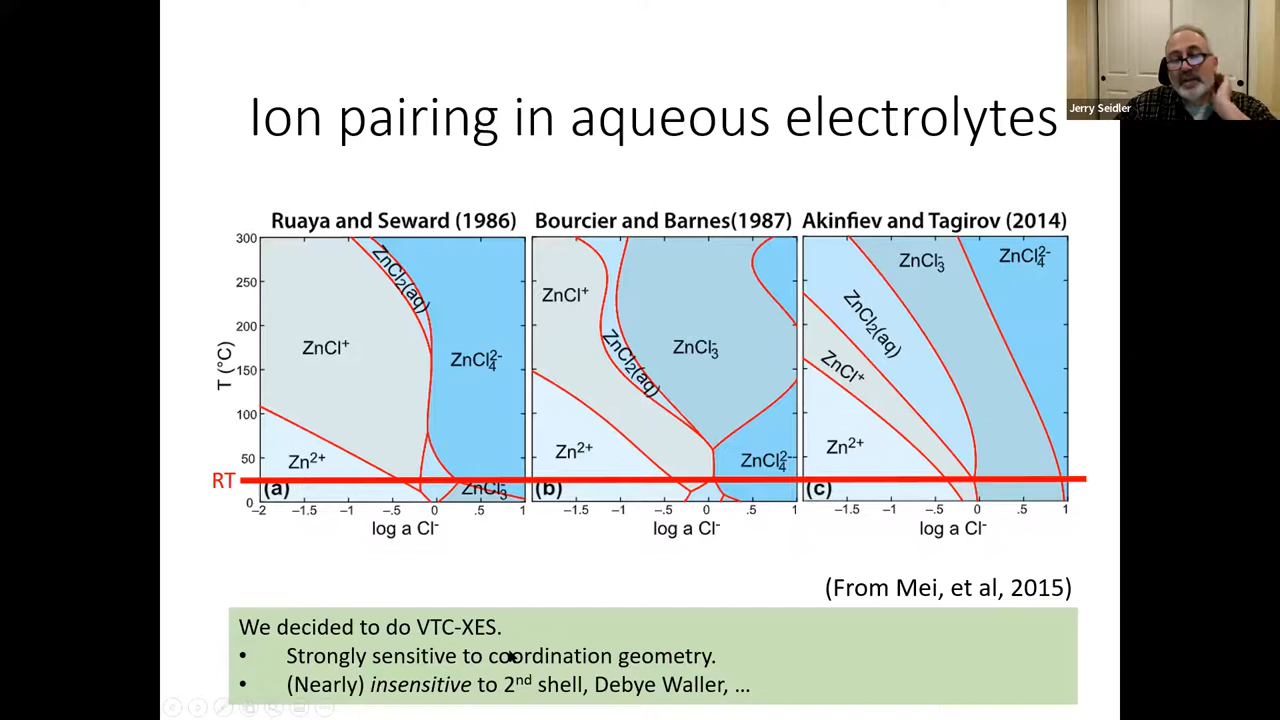 Jerry Seidler
Ion pairing in aqueous electrolytes
Ruaya and Seward (1986)
Bourcier and Barnes(1987)
Akinfiev and Tagirov (2014)
T (°C)
300
250
200
150
100
50
0
ZnCl₂(aq)
ZnCl⁺
ZnCl₄²⁻
Zn²⁺
ZnCl₃⁻
(a)
-2 -1.5 -1 -.5 0 .5 1
log a Cl⁻
ZnCl⁺
ZnCl₂(aq)
ZnCl₃⁻
Zn²⁺
ZnCl₄²⁻
(b)
-1.5 -1 -.5 0 .5 1
log a Cl⁻
ZnCl₃⁻
ZnCl₄²⁻
ZnCl₂(aq)
ZnCl⁺
Zn²⁺
(c)
-1.5 -1 -.5 0 .5 1
log a Cl⁻
RT
(From Mei, et al, 2015)
We decided to do VTC-XES.
• Strongly sensitive to coordination geometry.
• (Nearly) insensitive to 2nd shell, Debye Waller, …